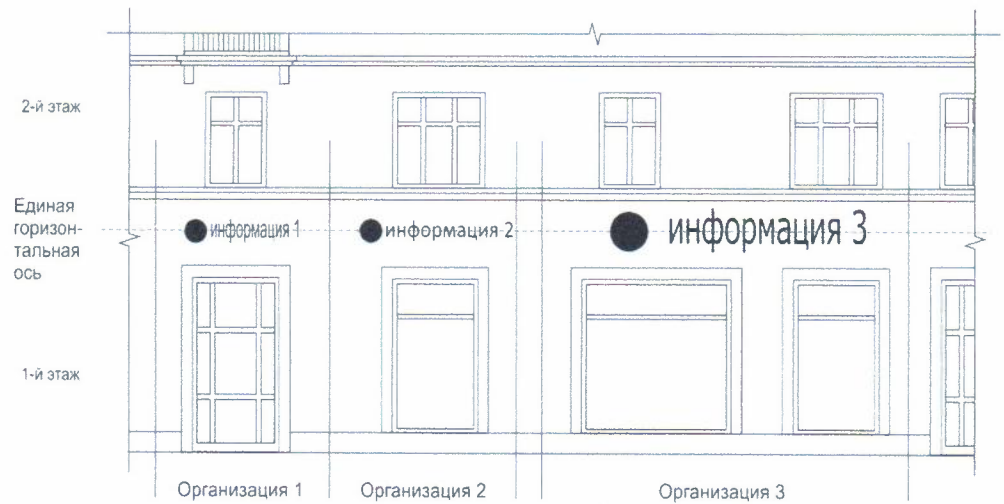 2-й этаж
Единая
горизон-
тальная
ось
информация 1
информация 2
информация 3
1-й этаж
Организация 1
Организация 2
Организация 3